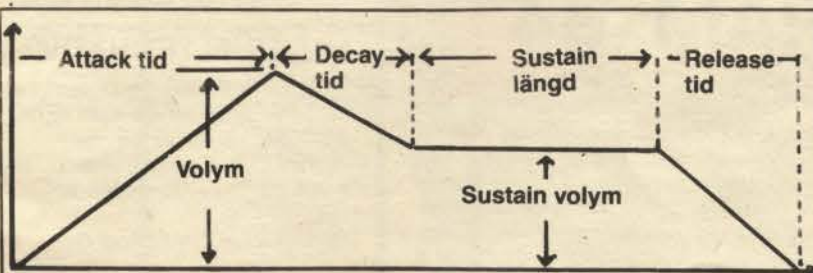 Attack tid
Decay
tid
Sustain
längd
Release
tid
Volym
Sustain volym